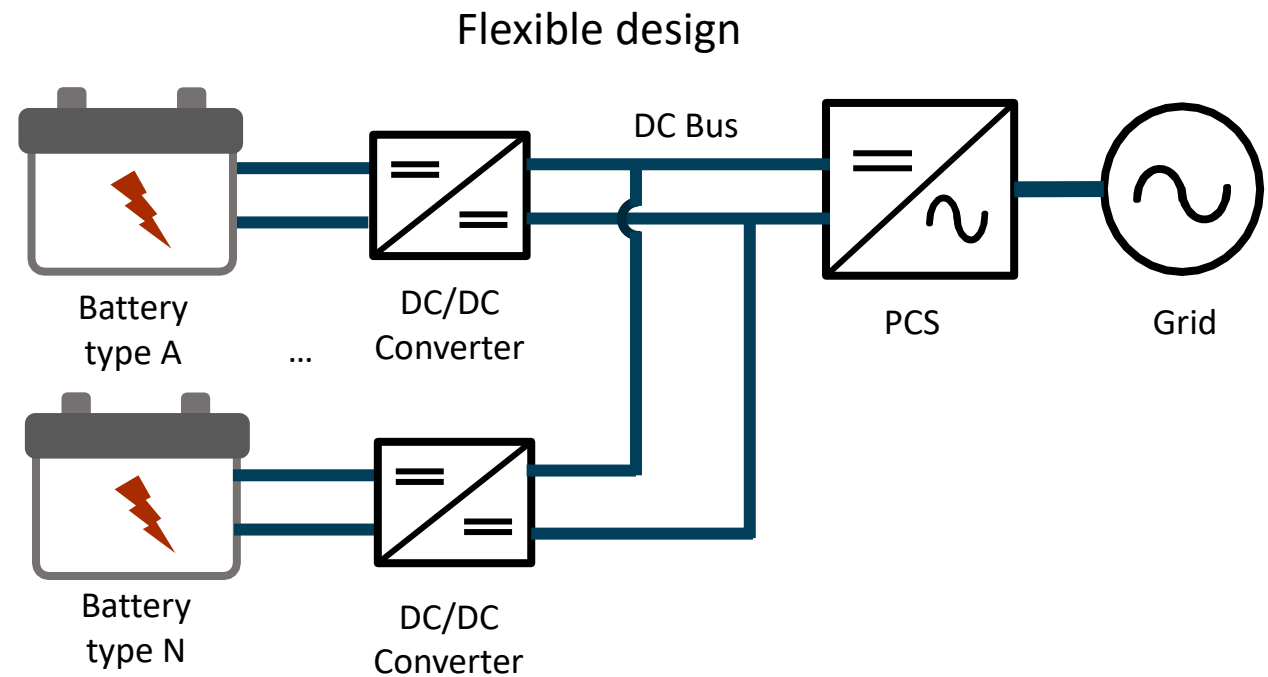 Flexible design
DC Bus
Battery
type A
...
DC/DC
Converter
PCS
Grid
Battery
type N
DC/DC
Converter